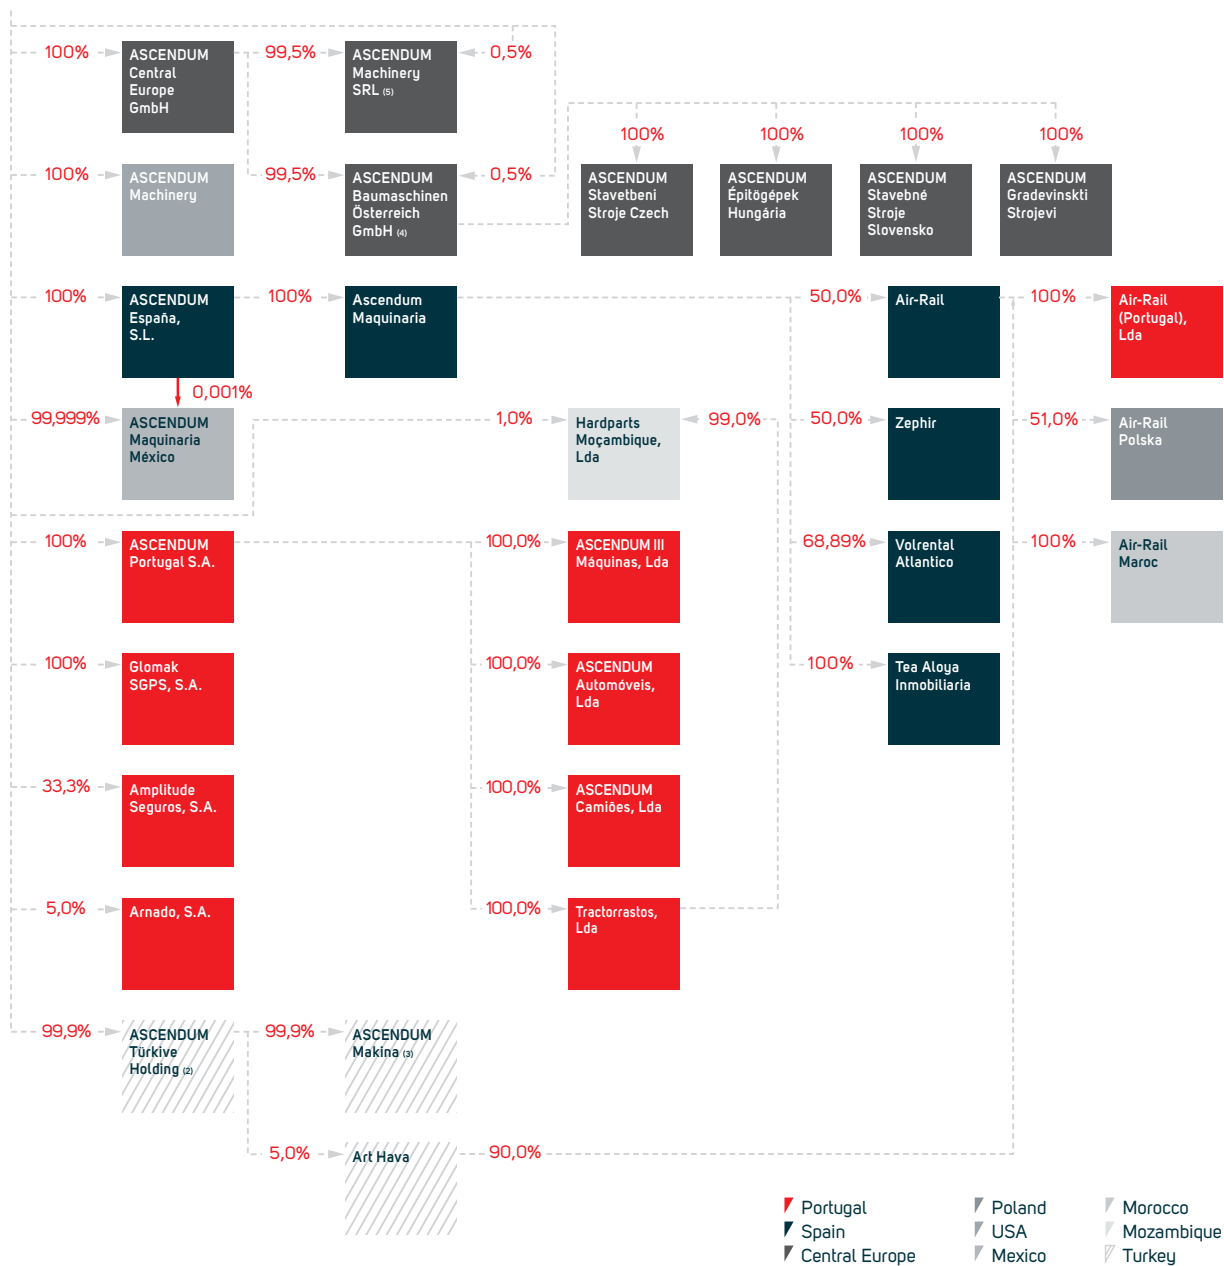 100%
ASCENDUM
Central
Europe
GmbH
99,5%
ASCENDUM
Machinery
SRL (5)
0,5%
100%
100%
100%
100%
100%
ASCENDUM
Machinery
99,5%
ASCENDUM
Baumaschinen
Österreich
GmbH (4)
0,5%
ASCENDUM
Stavetbeni
Stroje Czech
ASCENDUM
Épitögépek
Hungária
ASCENDUM
Stavebné
Stroje
Slovensko
ASCENDUM
Gradevinskti
Strojevi
100%
ASCENDUM
España,
S.L.
100%
Ascendum
Maquinaria
50,0%
Air-Rail
100%
Air-Rail
(Portugal),
Lda
0,001%
99,999%
ASCENDUM
Maquinaria
México
1,0%
Hardparts
Moçambique,
Lda
99,0%
50,0%
Zephir
51,0%
Air-Rail
Polska
100%
ASCENDUM
Portugal S.A.
100,0%
ASCENDUM III
Máquinas, Lda
68,89%
Volrental
Atlantico
100%
Air-Rail
Maroc
100%
Glomak
SGPS, S.A.
100,0%
ASCENDUM
Automóveis,
Lda
100%
Tea Aloya
Inmobiliaria
33,3%
Amplitude
Seguros, S.A.
100,0%
ASCENDUM
Camiões, Lda
5,0%
Arnado, S.A.
100,0%
Tractorrastos,
Lda
99,9%
ASCENDUM
Türkive
Holding (2)
99,9%
ASCENDUM
Makina (3)
5,0%
Art Hava
90,0%
Portugal
Spain
Central Europe
Poland
USA
Mexico
Morocco
Mozambique
Turkey